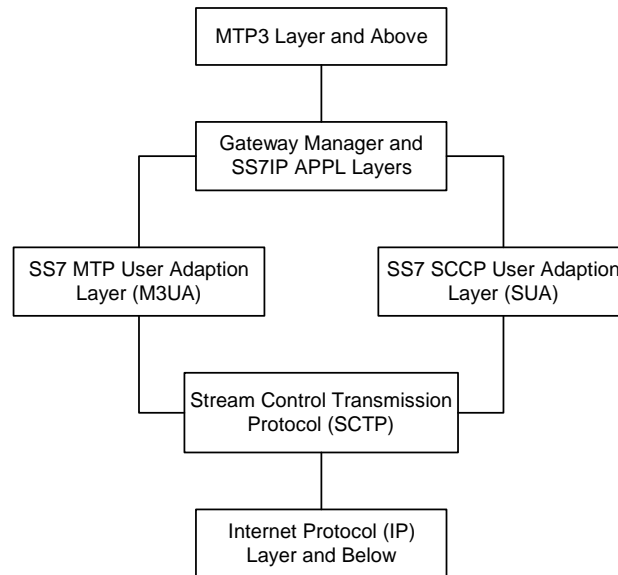 MTP3 Layer and Above
Gateway Manager and
SS7IP APPL Layers
SS7 MTP User Adaption
Layer (M3UA)
SS7 SCCP User Adaption
Layer (SUA)
Stream Control Transmission
Protocol (SCTP)
Internet Protocol (IP)
Layer and Below